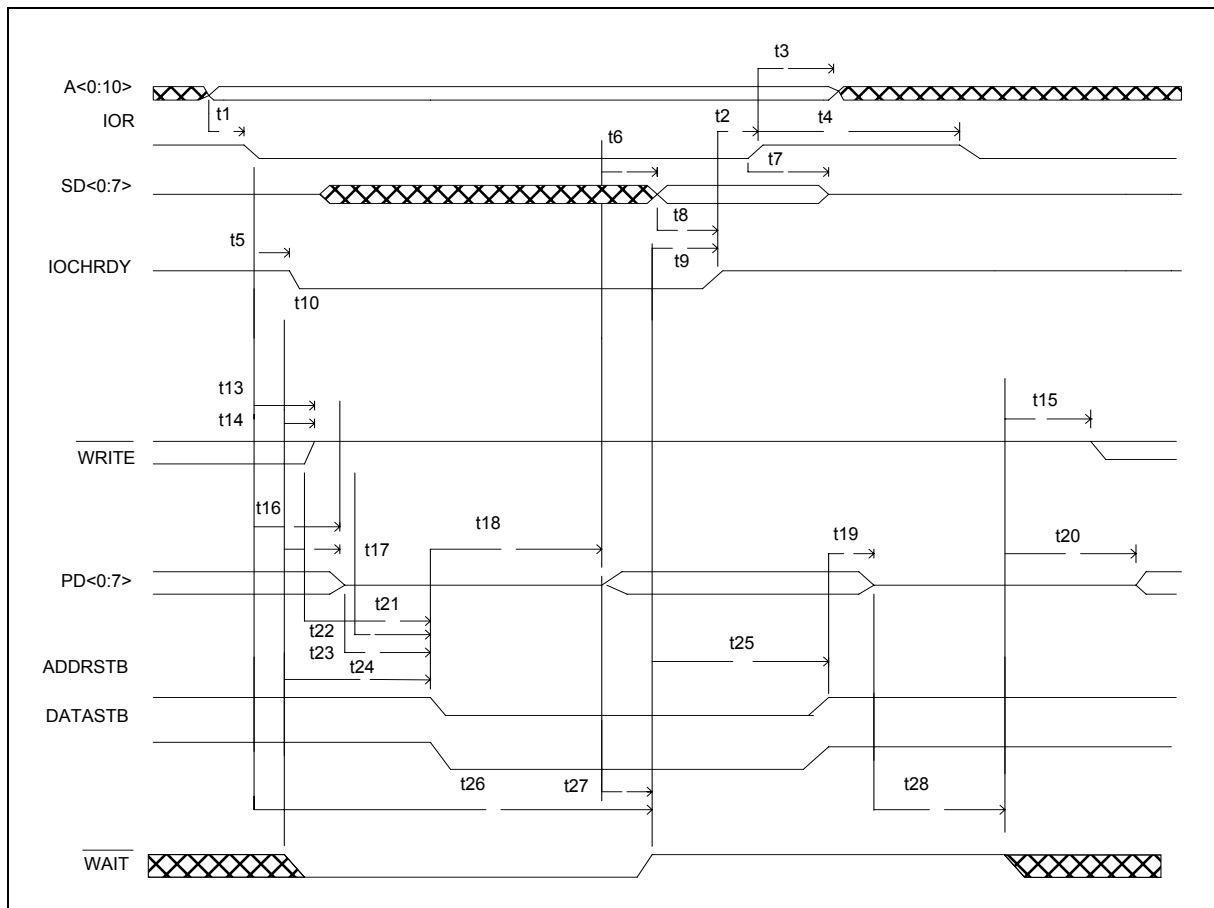 t3
A<0:10>
t1
t2
t4
IOR
t6
t7
SD<0:7>
t8
t5
t9
IOCHRDY
t10
t13
t15
t14
WRITE
t16
t18
t17
t19
t20
PD<0:7>
t21
t22
t23
t25
ADDRSTB
t24
DATASTB
t26
t27
t28
WAIT